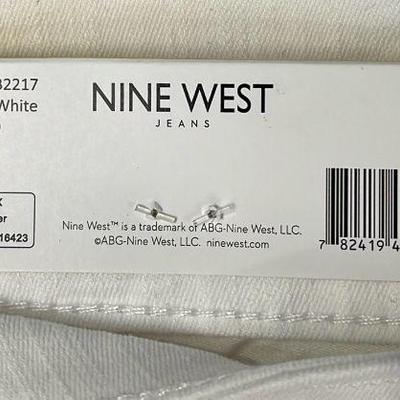 32217
White
NINE WEST
JEANS
16423
Nine West™ is a trademark of ABG-Nine West, LLC.
©ABG-Nine West, LLC. ninewest.com
7 82419 4